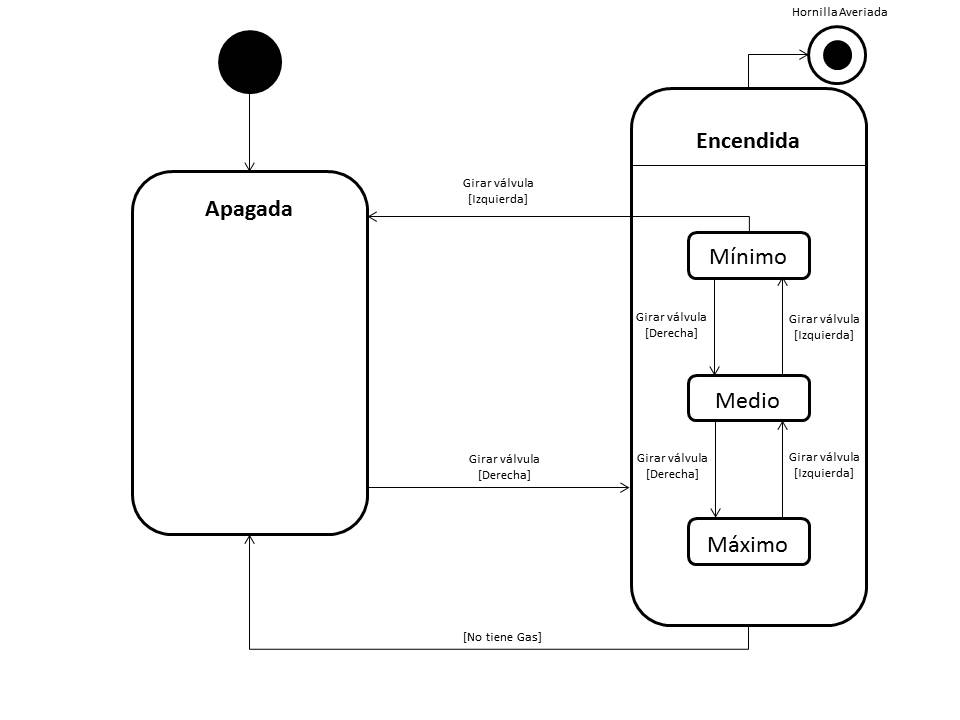 Hornilla Averiada
Encendida
Girar válvula
[Izquierda]
Apagada
Mínimo
Girar válvula
[Derecha]
Girar válvula
[Izquierda]
Medio
Girar válvula
[Derecha]
Girar válvula
[Derecha]
Girar válvula
[Izquierda]
Máximo
[No tiene Gas]